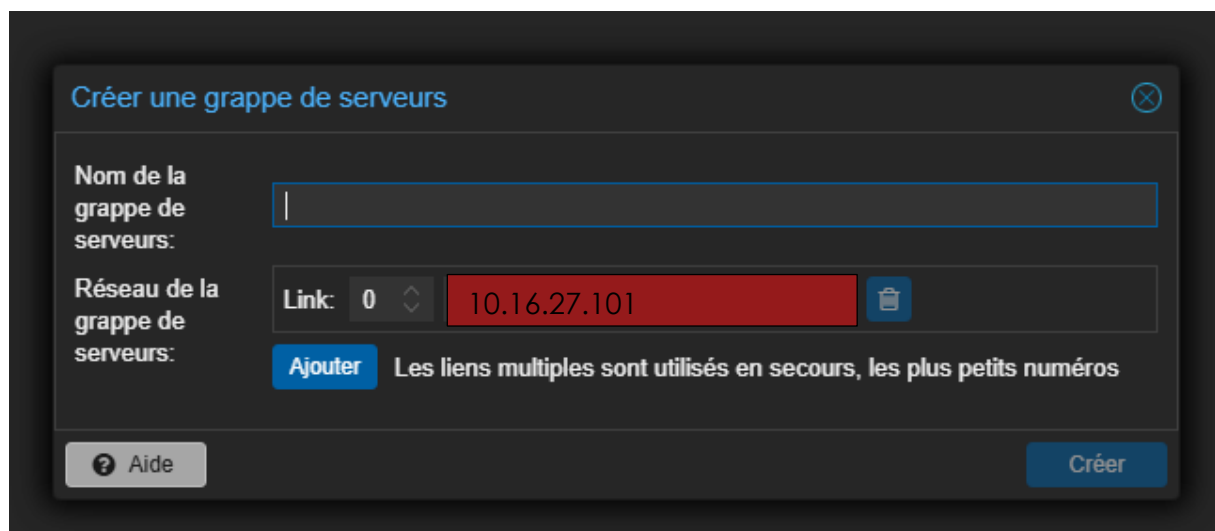 Créer une grappe de serveurs
Nom de la
grappe de
serveurs:
Réseau de la
grappe de
serveurs:
Link: 0 10.16.27.101
Ajouter Les liens multiples sont utilisés en secours, les plus petits numéros
Aide Créer